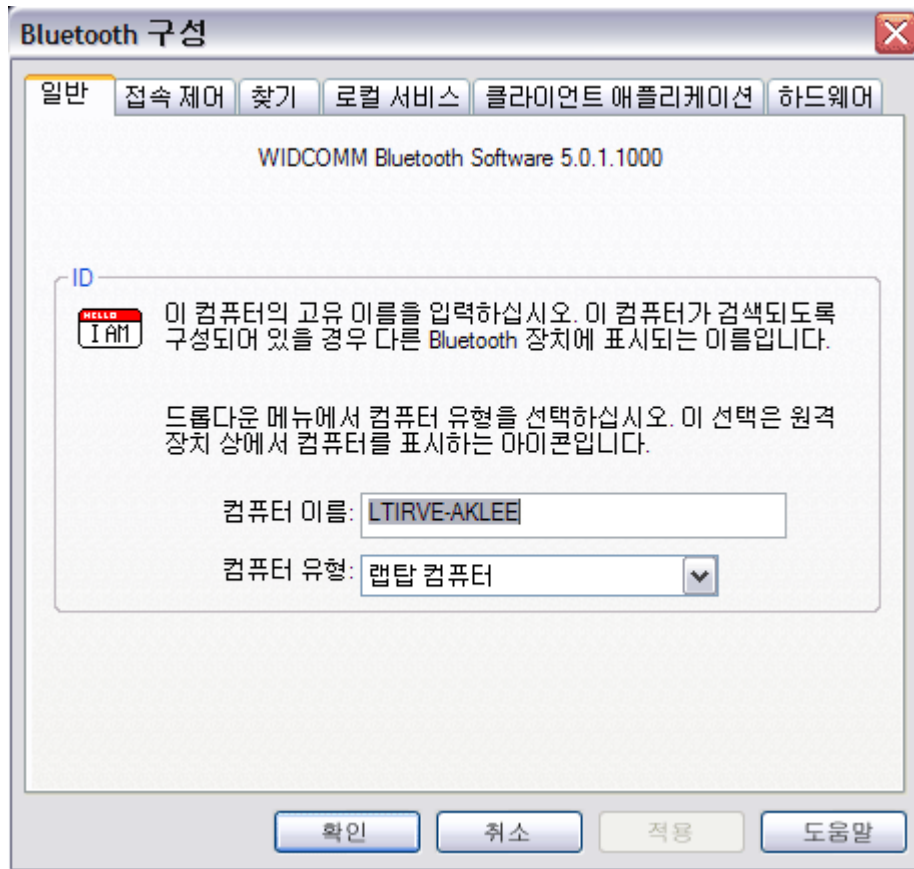 Bluetooth 구성
일반 접속 제어 찾기 로컬 서비스 클라이언트 애플리케이션 하드웨어
WIDCOMM Bluetooth Software 5.0.1.1000
ID
HELLO
I AM
이 컴퓨터의 고유 이름을 입력하십시오. 이 컴퓨터가 검색되도록
구성되어 있을 경우 다른 Bluetooth 장치에 표시되는 이름입니다.
드롭다운 메뉴에서 컴퓨터 유형을 선택하십시오. 이 선택은 원격
장치 상에서 컴퓨터를 표시하는 아이콘입니다.
컴퓨터 이름: LTIRVE-AKLEE
컴퓨터 유형: 랩탑 컴퓨터
확인 취소 적용 도움말